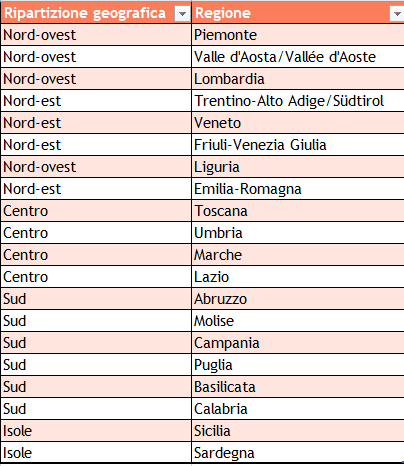 Ripartizione geografica Regione
Nord-ovest Piemonte
Nord-ovest Valle d'Aosta/Vallée d'Aoste
Nord-ovest Lombardia
Nord-est Trentino-Alto Adige/Südtirol
Nord-est Veneto
Nord-est Friuli-Venezia Giulia
Nord-ovest Liguria
Nord-est Emilia-Romagna
Centro Toscana
Centro Umbria
Centro Marche
Centro Lazio
Sud Abruzzo
Sud Molise
Sud Campania
Sud Puglia
Sud Basilicata
Sud Calabria
Isole Sicilia
Isole Sardegna